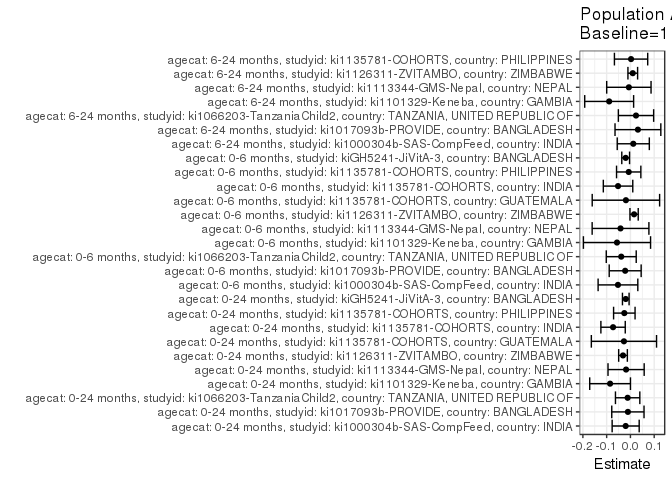 Population
Baseline=1
agecat: 6-24 months, studyid: ki1135781-COHORTS, country: PHILIPPINES
agecat: 6-24 months, studyid: ki1126311-ZVITAMBO, country: ZIMBABWE
agecat: 6-24 months, studyid: ki1113344-GMS-Nepal, country: NEPAL
agecat: 6-24 months, studyid: ki1101329-Keneba, country: GAMBIA
agecat: 6-24 months, studyid: ki1066203-TanzaniaChild2, country: TANZANIA, UNITED REPUBLIC OF
agecat: 6-24 months, studyid: ki1017093b-PROVIDE, country: BANGLADESH
agecat: 6-24 months, studyid: ki1000304b-SAS-CompFeed, country: INDIA
agecat: 0-6 months, studyid: kiGH5241-JiVitA-3, country: BANGLADESH
agecat: 0-6 months, studyid: ki1135781-COHORTS, country: PHILIPPINES
agecat: 0-6 months, studyid: ki1135781-COHORTS, country: INDIA
agecat: 0-6 months, studyid: ki1135781-COHORTS, country: GUATEMALA
agecat: 0-6 months, studyid: ki1126311-ZVITAMBO, country: ZIMBABWE
agecat: 0-6 months, studyid: ki1113344-GMS-Nepal, country: NEPAL
agecat: 0-6 months, studyid: ki1101329-Keneba, country: GAMBIA
agecat: 0-6 months, studyid: ki1066203-TanzaniaChild2, country: TANZANIA, UNITED REPUBLIC OF
agecat: 0-6 months, studyid: ki1017093b-PROVIDE, country: BANGLADESH
agecat: 0-6 months, studyid: ki1000304b-SAS-CompFeed, country: INDIA
agecat: 0-24 months, studyid: kiGH5241-JiVitA-3, country: BANGLADESH
agecat: 0-24 months, studyid: ki1135781-COHORTS, country: PHILIPPINES
agecat: 0-24 months, studyid: ki1135781-COHORTS, country: INDIA
agecat: 0-24 months, studyid: ki1135781-COHORTS, country: GUATEMALA
agecat: 0-24 months, studyid: ki1126311-ZVITAMBO, country: ZIMBABWE
agecat: 0-24 months, studyid: ki1113344-GMS-Nepal, country: NEPAL
agecat: 0-24 months, studyid: ki1101329-Keneba, country: GAMBIA
agecat: 0-24 months, studyid: ki1066203-TanzaniaChild2, country: TANZANIA, UNITED REPUBLIC OF
agecat: 0-24 months, studyid: ki1017093b-PROVIDE, country: BANGLADESH
agecat: 0-24 months, studyid: ki1000304b-SAS-CompFeed, country: INDIA
-0.2 -0.1 0.0 0.1
Estimate